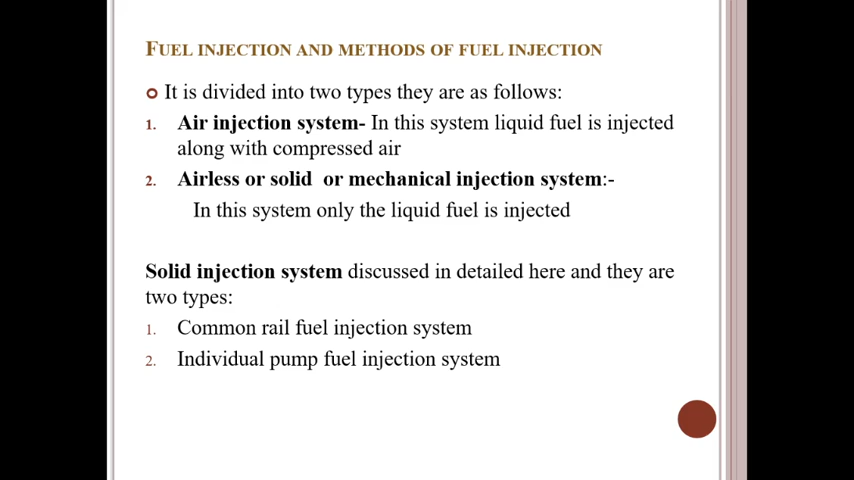 FUEL INJECTION AND METHODS OF FUEL INJECTION
It is divided into two types they are as follows:
1. Air injection system- In this system liquid fuel is injected
along with compressed air
2. Airless or solid or mechanical injection system:-
In this system only the liquid fuel is injected
Solid injection system discussed in detailed here and they are
two types:
1. Common rail fuel injection system
2. Individual pump fuel injection system